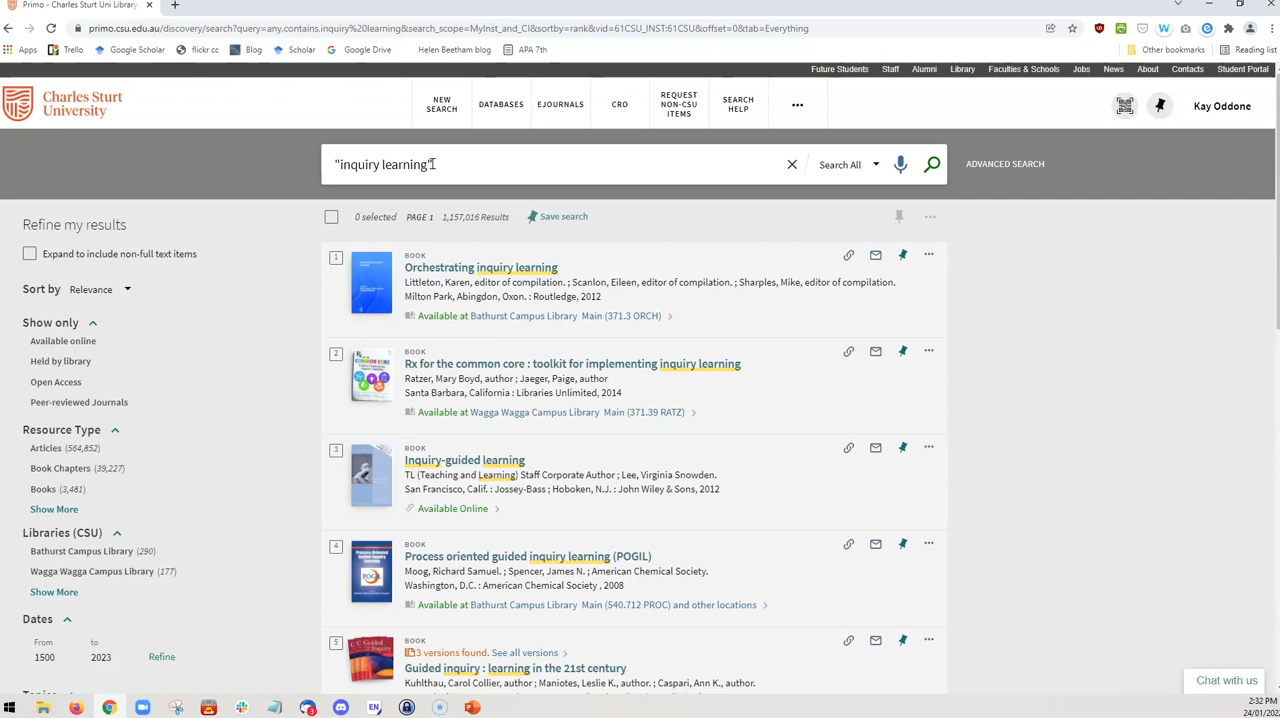 Primo - Charles Sturt Uni Library
primo.csu.edu.au/discovery/search?query=any,contains,inquiry%20learning&search_scope=MyInst_and_CI&sortby=rank&vid=61CSU_INST:61CSU&offset=0&tab=Everything
Apps Trello Google Scholar flickr cc Blog Scholar Google Drive Helen Beetham blog APA 7th Other bookmarks Reading list
Future Students Staff Alumni Library Faculties & Schools Jobs News About Contacts Student Portal
Charles Sturt
University
NEW
SEARCH
DATABASES
EJOURNALS
CRO
REQUEST
NON-CSU
ITEMS
SEARCH
HELP
Kay Oddone
"inquiry learning"
Search All
ADVANCED SEARCH
Refine my results
Expand to include non-full text items
Sort by Relevance
Show only
Available online
Held by library
Open Access
Peer-reviewed Journals
Resource Type
Articles (564,852)
Book Chapters (39,227)
Books (3,481)
Show More
Libraries (CSU)
Bathurst Campus Library (290)
Wagga Wagga Campus Library (177)
Show More
Dates
From to
1500 2023 Refine
0 selected PAGE 1 1,157,016 Results Save search
1
BOOK
Orchestrating inquiry learning
Littleton, Karen, editor of compilation. ; Scanlon, Eileen, editor of compilation. ; Sharples, Mike, editor of compilation.
Milton Park, Abingdon, Oxon. : Routledge, 2012
Available at Bathurst Campus Library Main (371.3 ORCH)
2
BOOK
Rx for the common core : toolkit for implementing inquiry learning
Ratzer, Mary Boyd, author ; Jaeger, Paige, author
Santa Barbara, California : Libraries Unlimited, 2014
Available at Wagga Wagga Campus Library Main (371.39 RATZ)
3
BOOK
Inquiry-guided learning
TL (Teaching and Learning) Staff Corporate Author ; Lee, Virginia Snowden.
San Francisco, Calif. : Jossey-Bass ; Hoboken, N.J. : John Wiley & Sons, 2012
Available Online
4
BOOK
Process oriented guided inquiry learning (POGIL)
Moog, Richard Samuel. ; Spencer, James N. ; American Chemical Society.
Washington, D.C. : American Chemical Society , 2008
Available at Bathurst Campus Library Main (540.712 PROC) and other locations
5
BOOK
3 versions found. See all versions
Guided inquiry : learning in the 21st century
Kuhlthau, Carol Collier, author ; Maniotes, Leslie K., author ; Caspari, Ann K., author.
Chat with us
2:32 PM